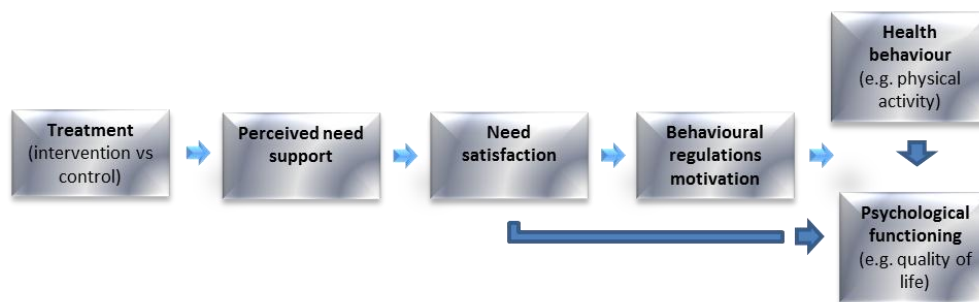 Treatment
(intervention vs
control)
Perceived need
support
Need
satisfaction
Behavioural
regulations
motivation
Health
behaviour
(e.g. physical
activity)
Psychological
functioning
(e.g. quality of
life)